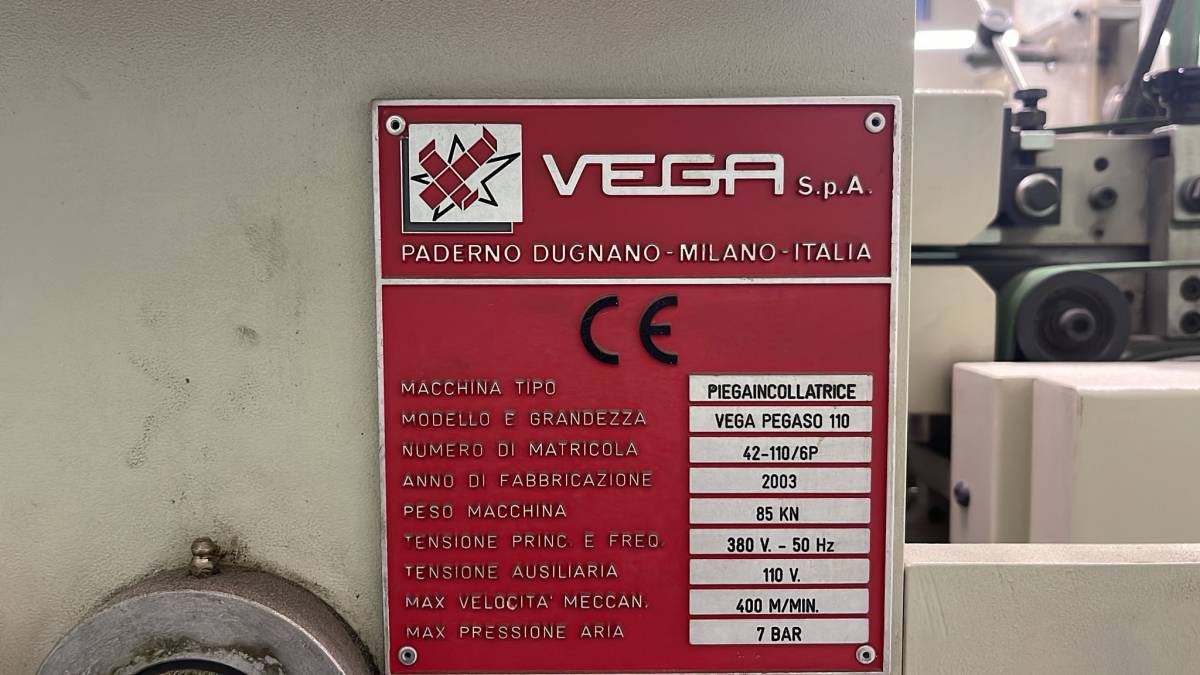 VEGA S.p.A.
PADERNO DUGNANO - MILANO - ITALIA
CE
MACCHINA TIPO PIEGAINCOLLATRICE
MODELLO E GRANDEZZA VEGA PEGASO 110
NUMERO DI MATRICOLA 42-110/6P
ANNO DI FABBRICAZIONE 2003
PESO MACCHINA 85 KN
TENSIONE PRINC. E FREQ. 380 V. - 50 Hz
TENSIONE AUSILIARIA 110 V.
MAX VELOCITA' MECCAN. 400 M/MIN.
MAX PRESSIONE ARIA 7 BAR